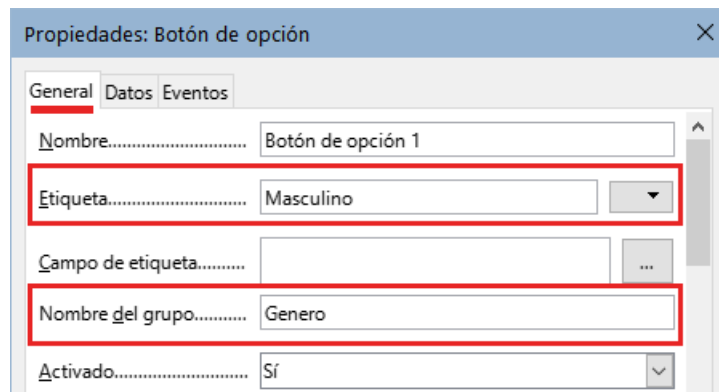 Propiedades: Botón de opción
General Datos Eventos
Nombre............................. Botón de opción 1
Etiqueta............................. Masculino
Campo de etiqueta.......... ...
Nombre del grupo........... Genero
Activado............................ Sí